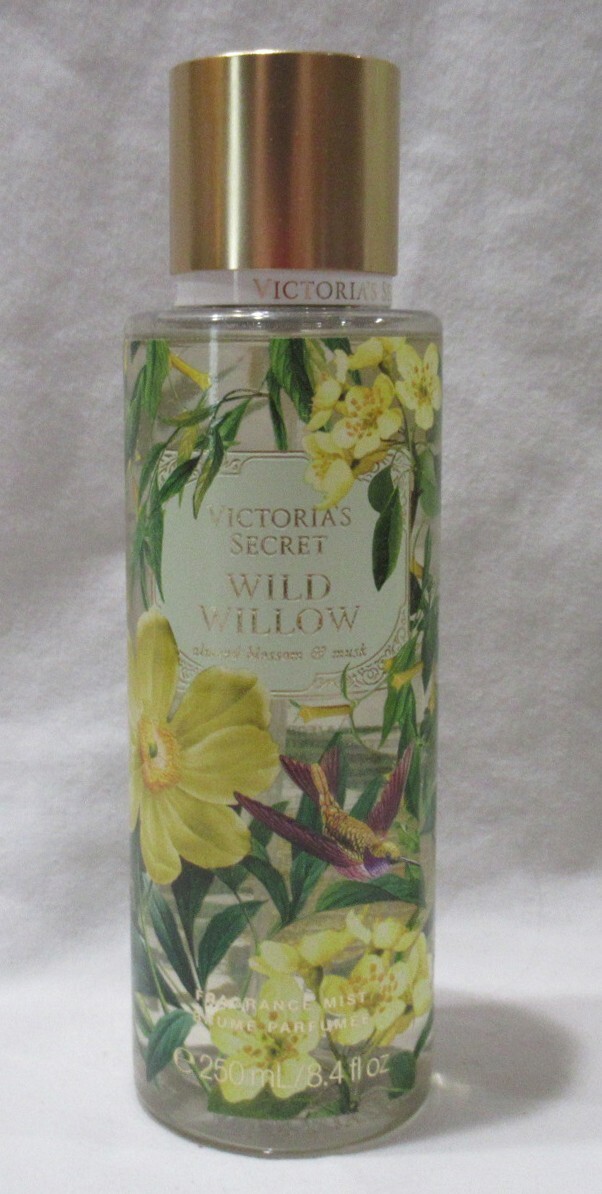 VICTORIA'S S
VICTORIA'S
SECRET
WILD
WILLOW
almond blossom & musk
FRAGRANCE MIST
BRUME PARFUMÉE
e 250 mL/8.4 fl oz